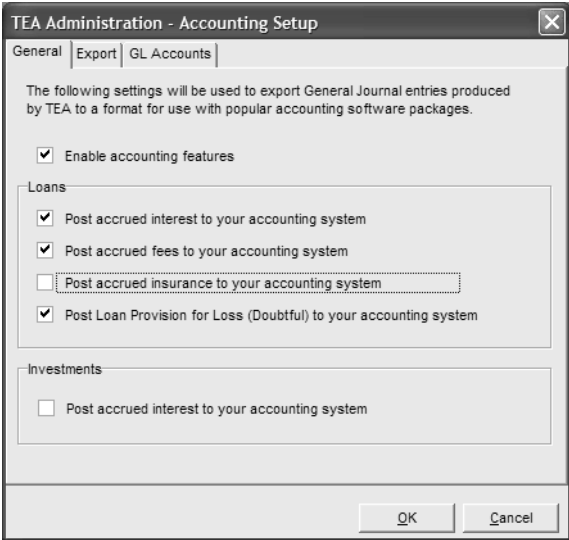 TEA Administration - Accounting Setup
General Export GL Accounts
The following settings will be used to export General Journal entries produced
by TEA to a format for use with popular accounting software packages.
Enable accounting features
Loans
Post accrued interest to your accounting system
Post accrued fees to your accounting system
Post accrued insurance to your accounting system
Post Loan Provision for Loss (Doubtful) to your accounting system
Investments
Post accrued interest to your accounting system
OK Cancel